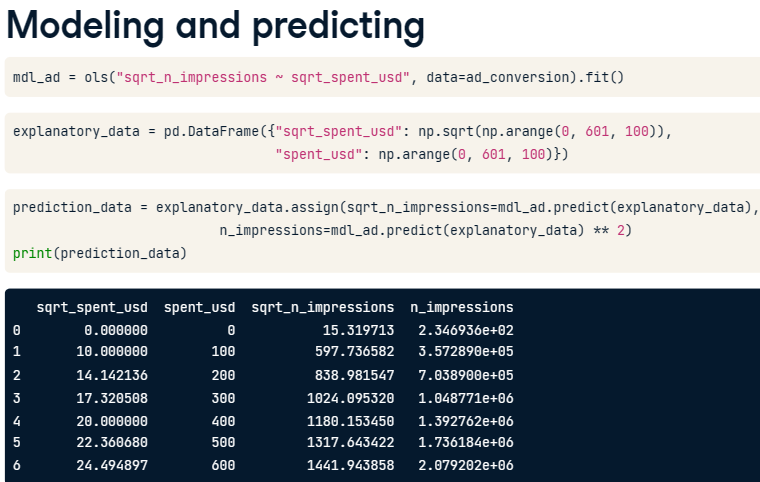 Modeling and predicting
mdl_ad = ols("sqrt_n_impressions ~ sqrt_spent_usd", data=ad_conversion).fit()
explanatory_data = pd.DataFrame({"sqrt_spent_usd": np.sqrt(np.arange(0, 601, 100)),
"spent_usd": np.arange(0, 601, 100)})
prediction_data = explanatory_data.assign(sqrt_n_impressions=mdl_ad.predict(explanatory_data),
n_impressions=mdl_ad.predict(explanatory_data) ** 2)
print(prediction_data)
sqrt_spent_usd spent_usd sqrt_n_impressions n_impressions
0 0.000000 0 15.319713 2.346936e+02
1 10.000000 100 597.736582 3.572890e+05
2 14.142136 200 838.981547 7.038900e+05
3 17.320508 300 1024.095320 1.048771e+06
4 20.000000 400 1180.153450 1.392762e+06
5 22.360680 500 1317.643422 1.736184e+06
6 24.494897 600 1441.943858 2.079202e+06